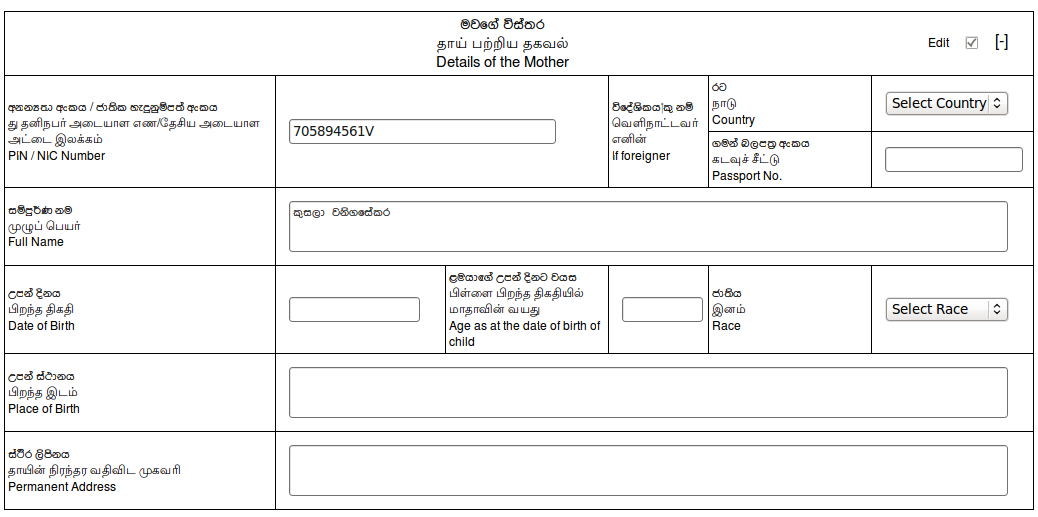 මවගේ විස්තර
தாய் பற்றிய தகவல்
Details of the Mother
Edit
[-]
අනන්‍යතා අංකය / ජාතික හැඳුනුම්පත් අංකය
து தனிநபர் அடையாள எண்/தேசிய அடையாள
அட்டை இலக்கம்
PIN / NIC Number
705894561V
විදේශිකයකු නම්
வெளிநாட்டவர்
எனின்
If foreigner
රට
நாடு
Country
Select Country
ගමන් බලපත්‍ර අංකය
கடவுச் சீட்டு
Passport No.
සම්පුර්ණ නම
முழுப் பெயர்
Full Name
කුසලා වනිගසේකර
උපන් දිනය
பிறந்த திகதி
Date of Birth
ළමයාගේ උපන් දිනට වයස
பிள்ளை பிறந்த திகதியில்
மாதாவின் வயது
Age as at the date of birth of
child
ජාතිය
இனம்
Race
Select Race
උපන් ස්ථානය
பிறந்த இடம்
Place of Birth
ස්ථිර ලිපිනය
தாயின் நிரந்தர வதிவிட முகவரி
Permanent Address